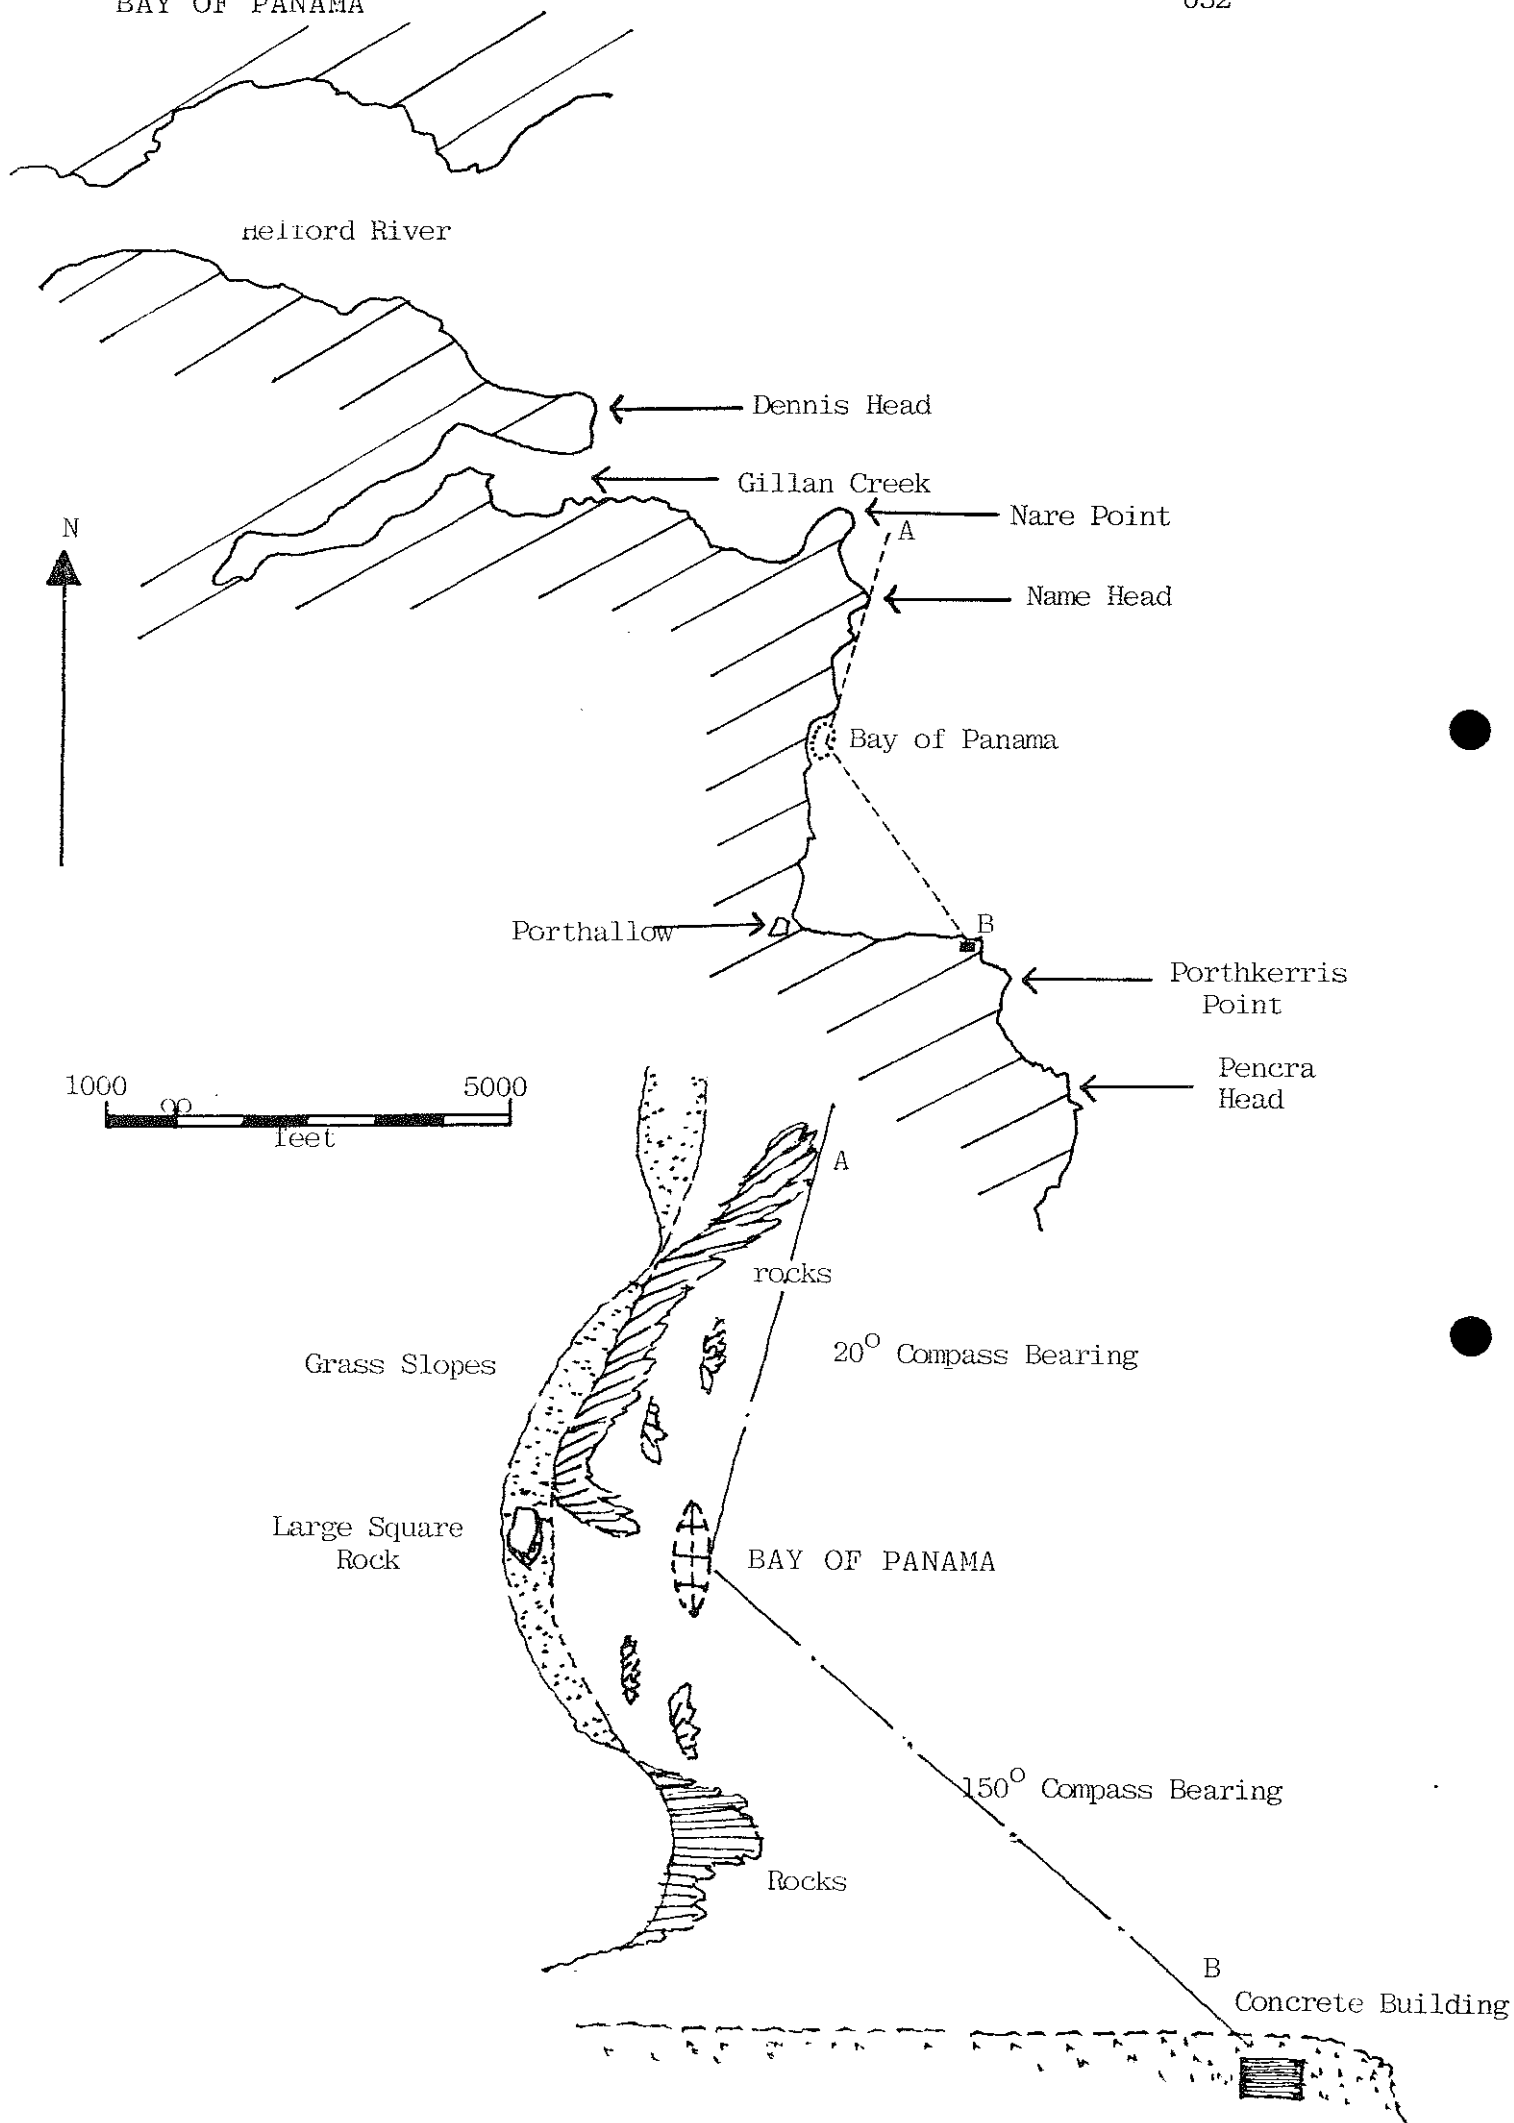 BAY OF PANAMA
032
Helford River
Dennis Head
Gillan Creek
Nare Point
N
A
Name Head
Bay of Panama
Porthallow
B
Porthkerris
Point
Pencra
Head
1000
00
5000
feet
A
rocks
20° Compass Bearing
Grass Slopes
Large Square
Rock
BAY OF PANAMA
150° Compass Bearing
Rocks
B
Concrete Building